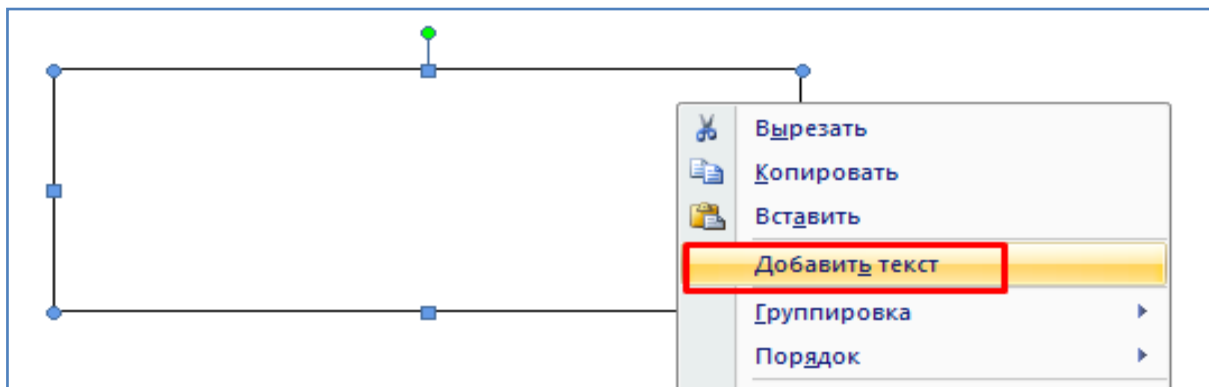 Вырезать
Копировать
Вставить
Добавить текст
Группировка
Порядок